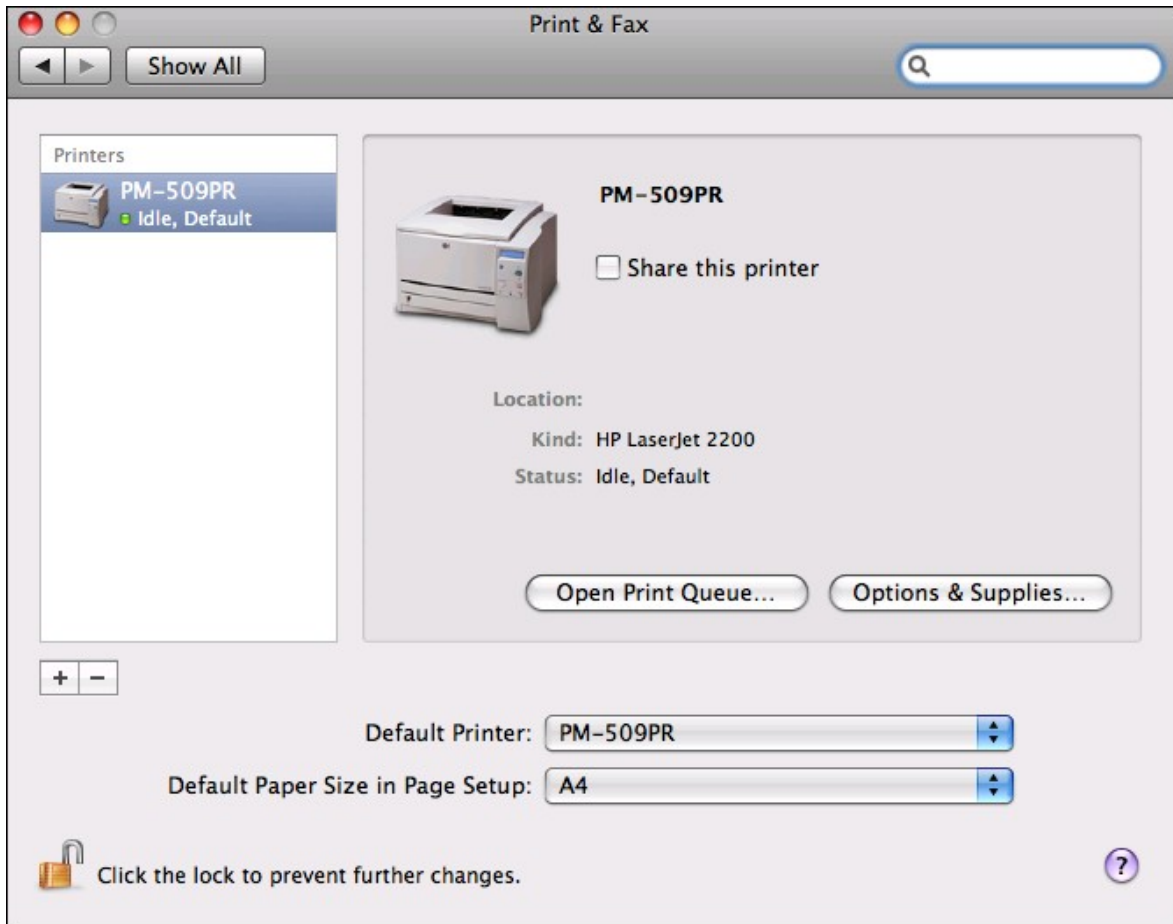 Print & Fax
Show All
Printers
PM-509PR
Idle, Default
PM-509PR
Share this printer
Location:
Kind: HP LaserJet 2200
Status: Idle, Default
Open Print Queue... Options & Supplies...
+ −
Default Printer: PM-509PR
Default Paper Size in Page Setup: A4
Click the lock to prevent further changes. ?